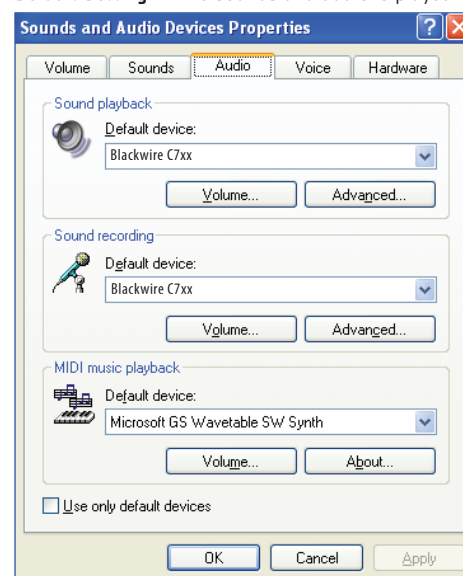 Sounds and Audio Devices Properties
Volume Sounds Audio Voice Hardware
Sound playback
Default device:
Blackwire C7xx
Volume... Advanced...
Sound recording
Default device:
Blackwire C7xx
Volume... Advanced...
MIDI music playback
Default device:
Microsoft GS Wavetable SW Synth
Volume... About...
Use only default devices
OK Cancel Apply